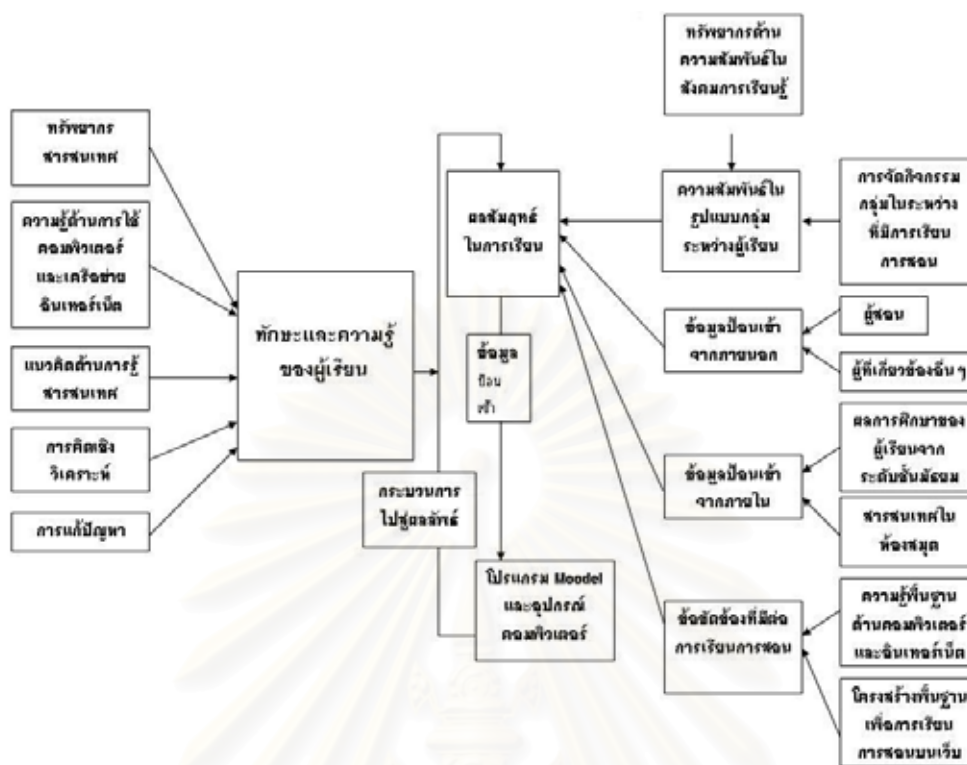 ทรัพยากรด้าน
ความสัมพันธ์ใน
สังคมการเรียนรู้
ทรัพยากร
สารสนเทศ
ความรู้ด้านการใช้
คอมพิวเตอร์
และเครือข่าย
อินเทอร์เน็ต
แนวคิดด้านการรู้
สารสนเทศ
การคิดเชิง
วิเคราะห์
การแก้ปัญหา
ทักษะและความรู้
ของผู้เรียน
ผลสัมฤทธิ์
ในการเรียน
ข้อมูล
ป้อน
เข้า
กระบวนการ
ไปสู่ผลลัพธ์
โปรแกรม Moodel
และอุปกรณ์
คอมพิวเตอร์
ความสัมพันธ์ใน
รูปแบบกลุ่ม
ระหว่างผู้เรียน
การจัดกิจกรรม
กลุ่มในระหว่าง
ที่มีการเรียน
การสอน
ข้อมูลป้อนเข้า
จากภายนอก
ผู้สอน
ผู้ที่เกี่ยวข้องอื่น ๆ
ข้อมูลป้อนเข้า
จากภายใน
ผลการศึกษาของ
ผู้เรียนจาก
ระดับชั้นมัธยม
สารสนเทศใน
ห้องสมุด
ข้อขัดข้องที่มีต่อ
การเรียนการสอน
ความรู้พื้นฐาน
ด้านคอมพิวเตอร์
และอินเทอร์เน็ต
โครงสร้างพื้นฐาน
เพื่อการเรียน
การสอนบนเว็บ